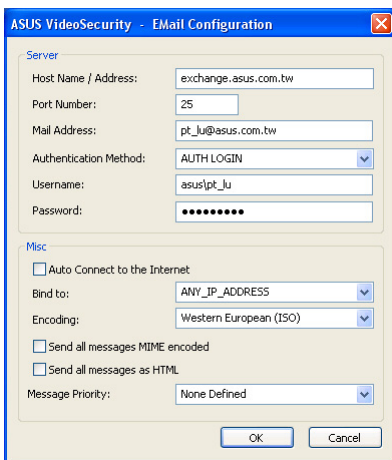 ASUS VideoSecurity - EMail Configuration
Server
Host Name / Address: exchange.asus.com.tw
Port Number: 25
Mail Address: pt_lu@asus.com.tw
Authentication Method: AUTH LOGIN
Username: asus\pt_lu
Password: •••••••••
Misc
Auto Connect to the Internet
Bind to: ANY_IP_ADDRESS
Encoding: Western European (ISO)
Send all messages MIME encoded
Send all messages as HTML
Message Priority: None Defined
OK Cancel